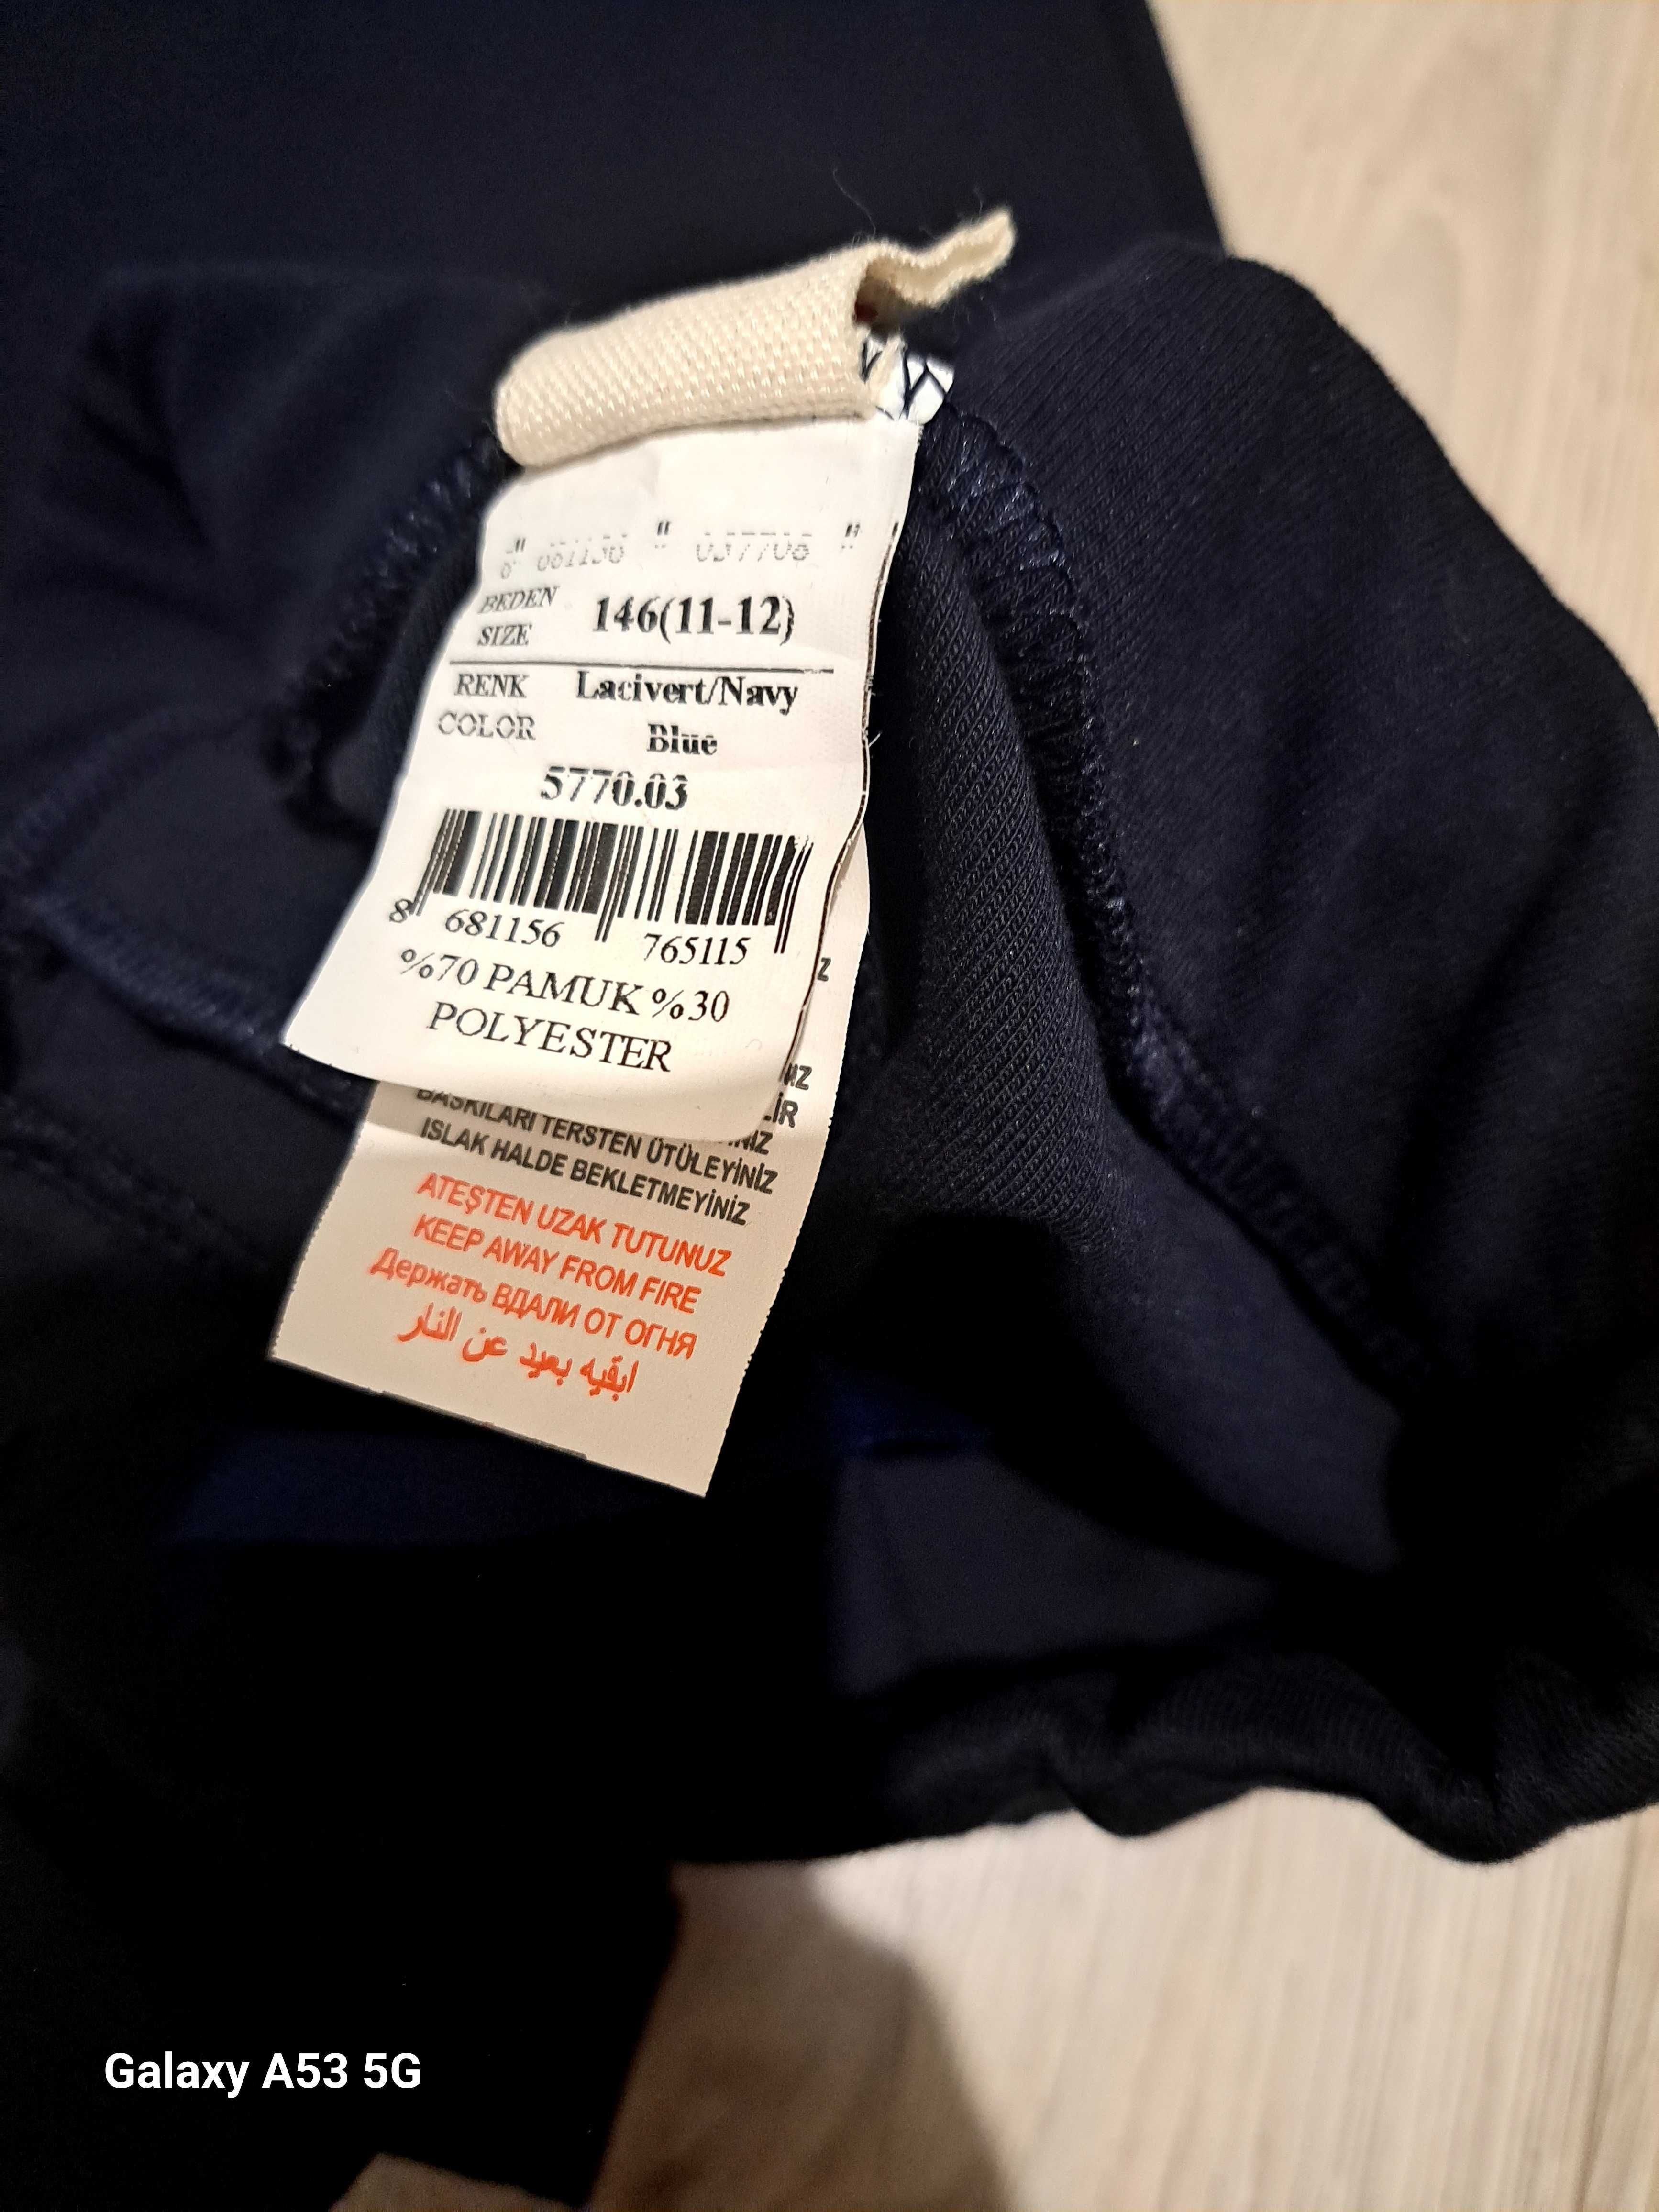 BEDEN
SIZE
146(11-12)
RENK
COLOR
Lacivert/Navy
Blue
5770.03
8 681156 765115
%70 PAMUK %30
POLYESTER
BASKILARI TERSTEN ÜTÜLEYİNİZ
ISLAK HALDE BEKLETMEYİNİZ
ATEŞTEN UZAK TUTUNUZ
KEEP AWAY FROM FIRE
Держать ВДАЛИ ОТ ОГНЯ
ابقيه بعيد عن النار
Galaxy A53 5G